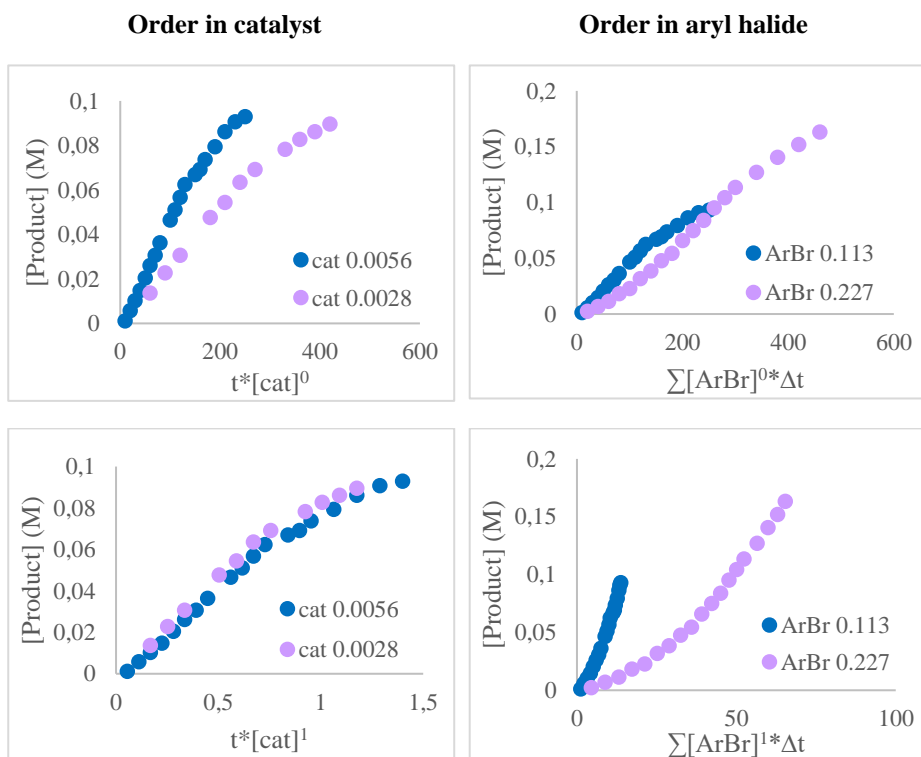 Order in catalyst
Order in aryl halide
[Product] (M)
0,1
0,08
0,06
0,04
0,02
0
0
200
400
600
cat 0.0056
cat 0.0028
t*[cat]⁰
[Product] (M)
0,2
0,15
0,1
0,05
0
0
200
400
600
ArBr 0.113
ArBr 0.227
∑[ArBr]⁰*Δt
[Product] (M)
0,1
0,08
0,06
0,04
0,02
0
0
0,5
1
1,5
cat 0.0056
cat 0.0028
t*[cat]¹
[Product] (M)
0,2
0,15
0,1
0,05
0
0
50
100
ArBr 0.113
ArBr 0.227
∑[ArBr]¹*Δt